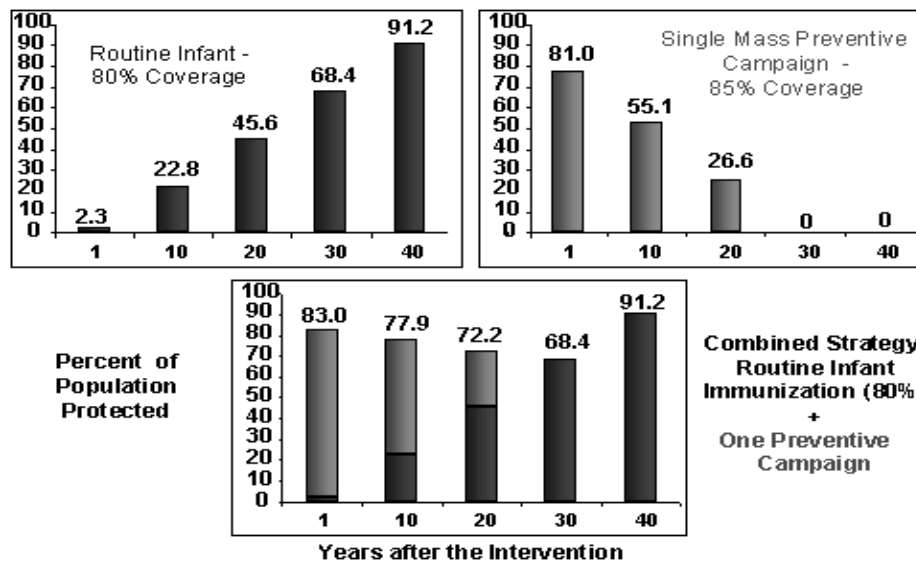 100
90
80
70
60
50
40
30
20
10
0
Routine Infant -
80% Coverage
2.3
22.8
45.6
68.4
91.2
1 10 20 30 40
100
90
80
70
60
50
40
30
20
10
0
Single Mass Preventive
Campaign -
85% Coverage
81.0
55.1
26.6
0
0
1 10 20 30 40
Percent of
Population
Protected
100
90
80
70
60
50
40
30
20
10
0
83.0
77.9
72.2
68.4
91.2
1 10 20 30 40
Years after the Intervention
Combined Strategy
Routine Infant
Immunization (80%
+
One Preventive
Campaign